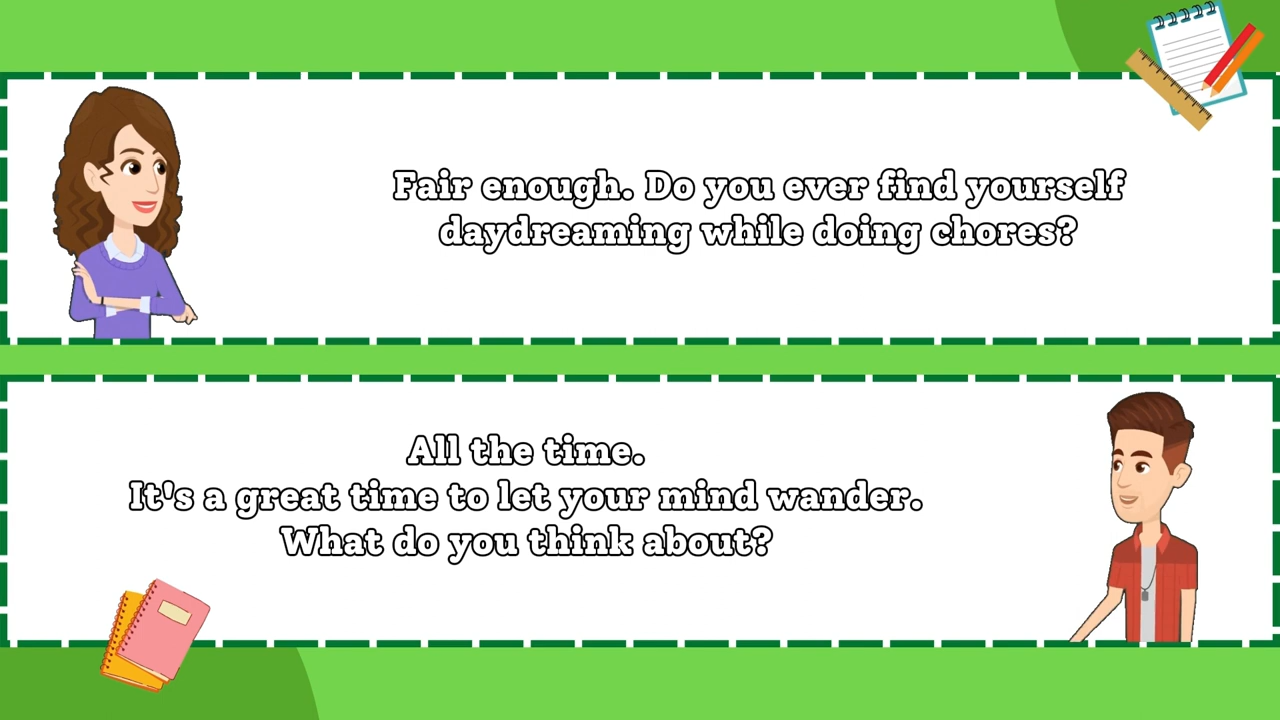 Fair enough. Do you ever find yourself
daydreaming while doing chores?
All the time.
It's a great time to let your mind wander.
What do you think about?